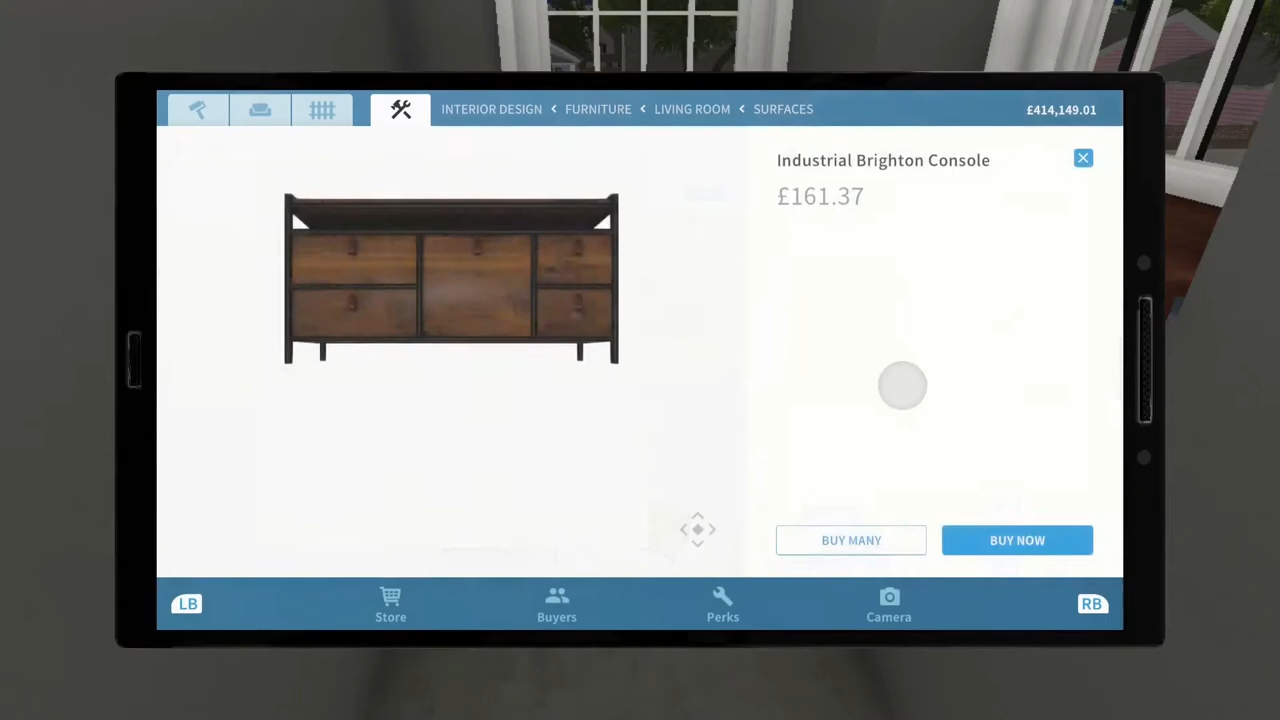 INTERIOR DESIGN < FURNITURE < LIVING ROOM < SURFACES
£414,149.01
Industrial Brighton Console
£161.37
BUY MANY
BUY NOW
LB
Store
Buyers
Perks
Camera
RB